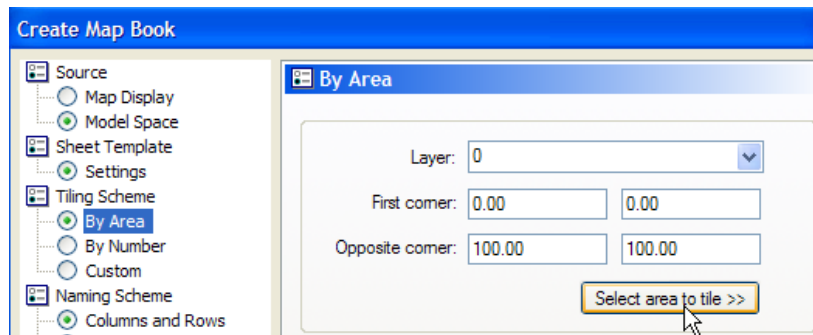 Create Map Book
Source
Map Display
Model Space
Sheet Template
Settings
Tiling Scheme
By Area
By Number
Custom
Naming Scheme
Columns and Rows
By Area
Layer: 0
First corner: 0.00 0.00
Opposite corner: 100.00 100.00
Select area to tile >>